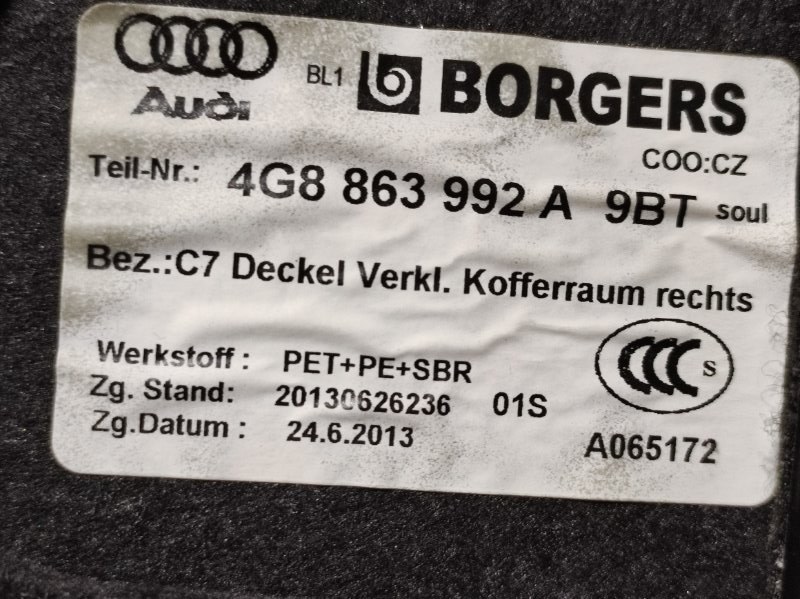 Audi
BL1 BORGERS
COO:CZ
Teil-Nr.: 4G8 863 992 A 9BT soul
Bez.:C7 Deckel Verkl. Kofferraum rechts
Werkstoff : PET+PE+SBR
Zg. Stand: 20130626236 01S
Zg.Datum : 24.6.2013
CCC S
A065172